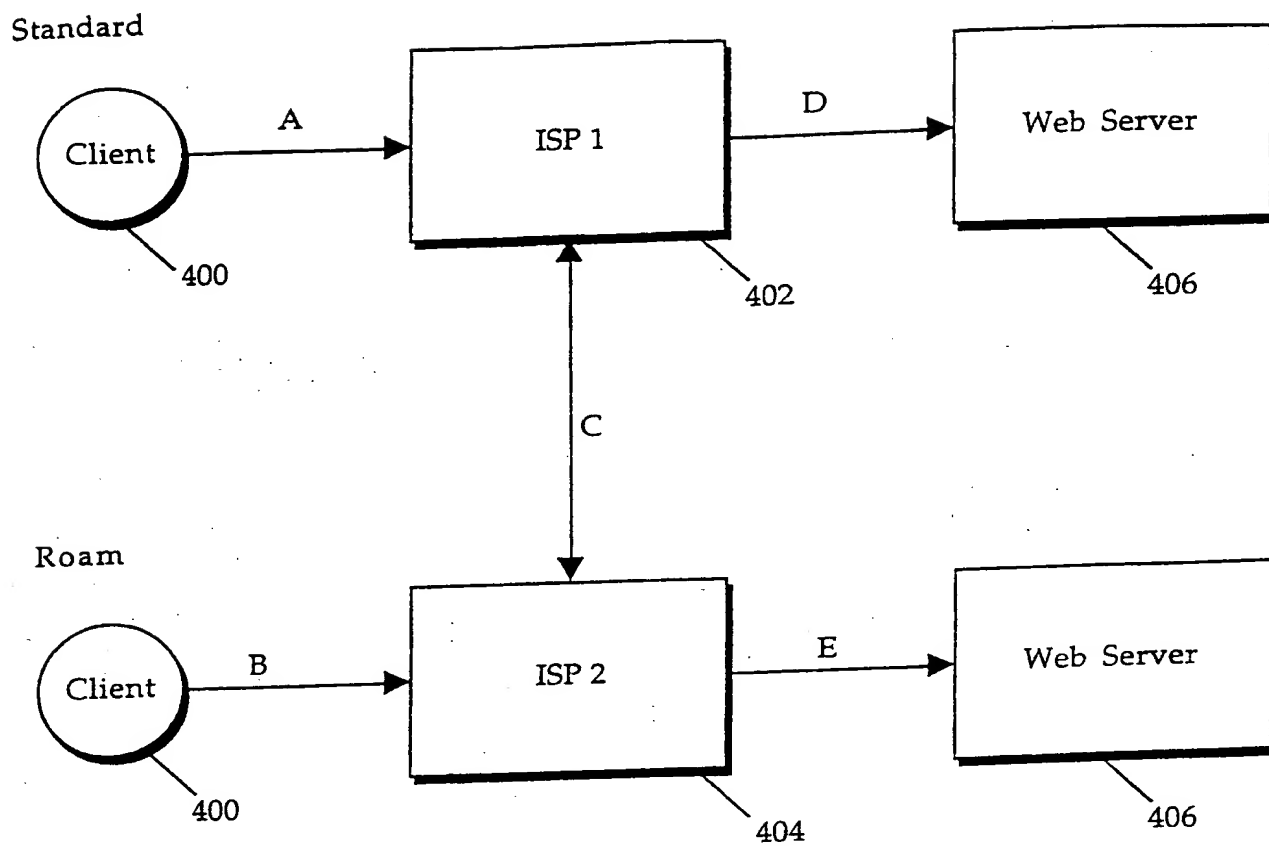 Standard
Client
A
ISP 1
D
Web Server
400
402
406
C
Roam
Client
B
ISP 2
E
Web Server
400
404
406